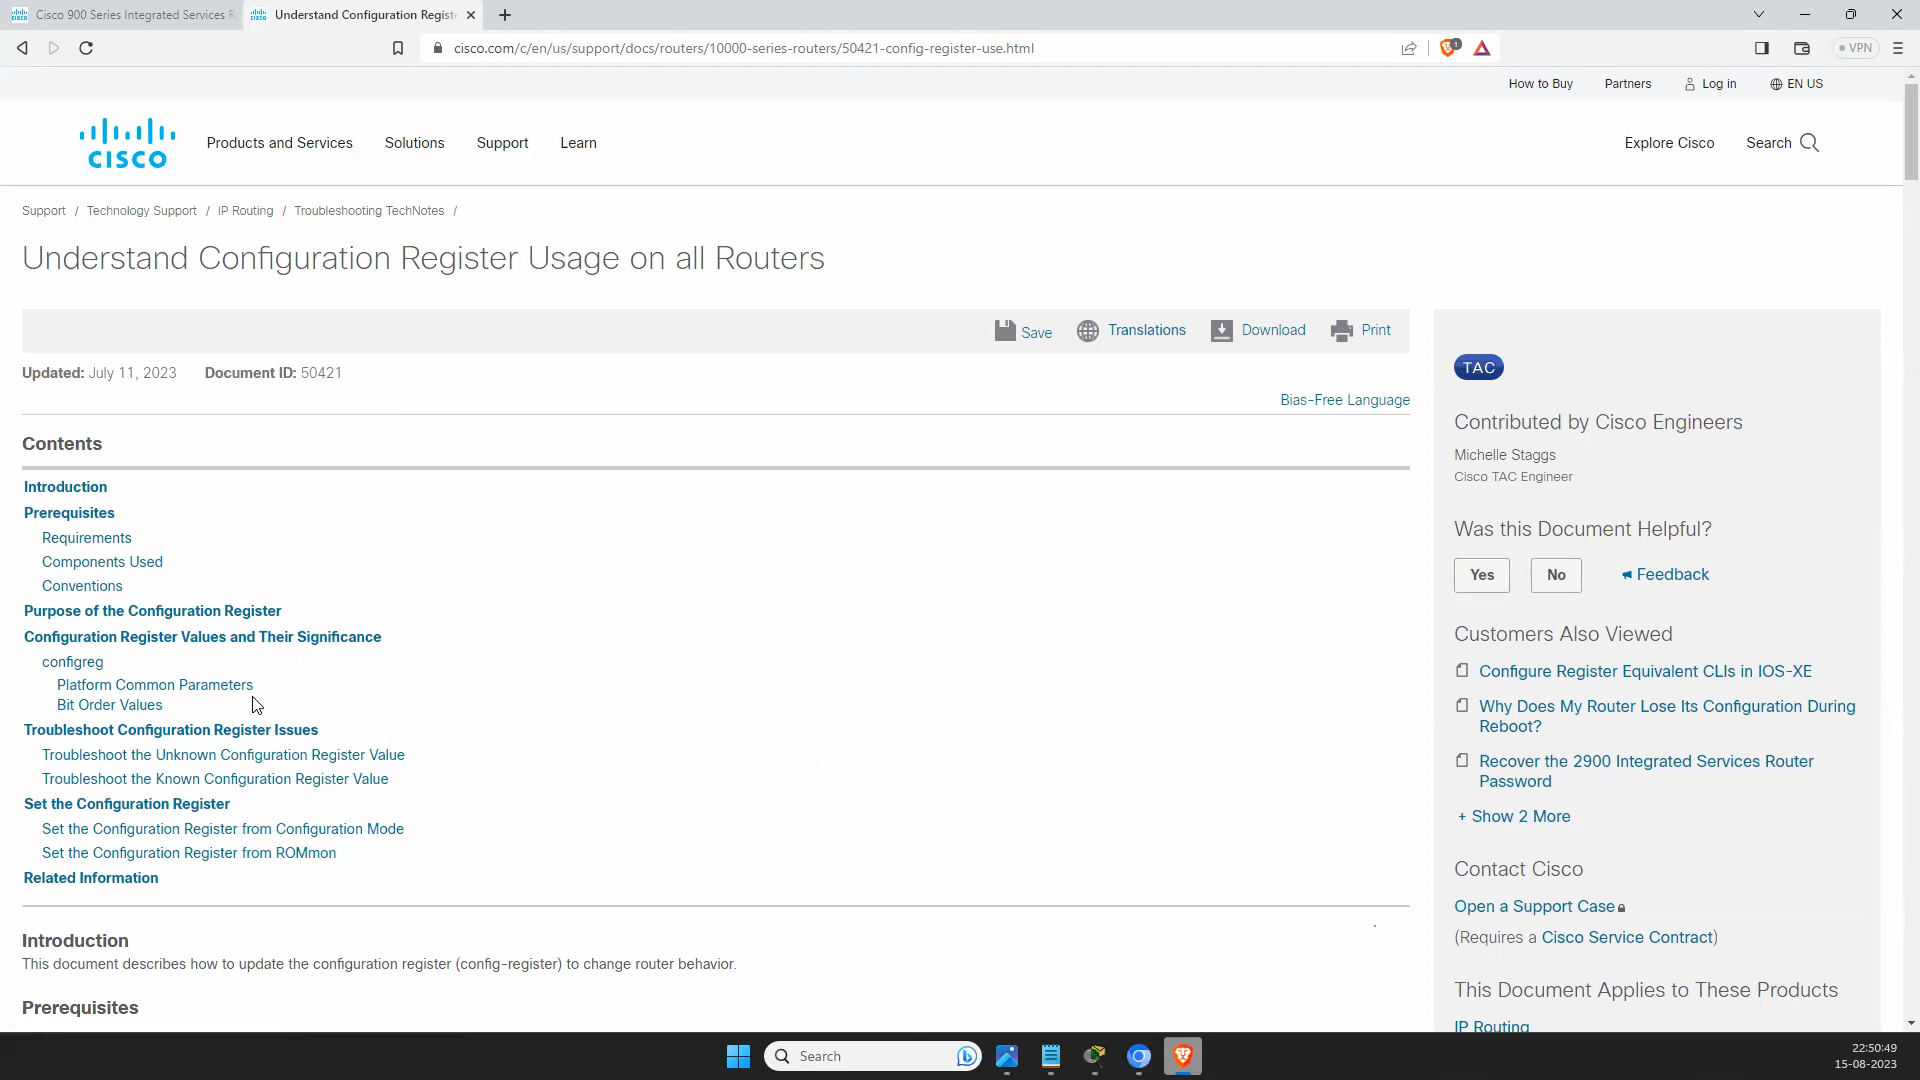 Cisco 900 Series Integrated Services R
Understand Configuration Registe
cisco.com/c/en/us/support/docs/routers/10000-series-routers/50421-config-register-use.html
1
VPN
How to Buy
Partners
Log in
EN US
CISCO
Products and Services
Solutions
Support
Learn
Explore Cisco
Search
Support / Technology Support / IP Routing / Troubleshooting TechNotes /
Understand Configuration Register Usage on all Routers
Save
Translations
Download
Print
Updated: July 11, 2023
Document ID: 50421
Bias-Free Language
Contents
Introduction
Prerequisites
Requirements
Components Used
Conventions
Purpose of the Configuration Register
Configuration Register Values and Their Significance
configreg
Platform Common Parameters
Bit Order Values
Troubleshoot Configuration Register Issues
Troubleshoot the Unknown Configuration Register Value
Troubleshoot the Known Configuration Register Value
Set the Configuration Register
Set the Configuration Register from Configuration Mode
Set the Configuration Register from ROMmon
Related Information
Introduction
This document describes how to update the configuration register (config-register) to change router behavior.
Prerequisites
TAC
Contributed by Cisco Engineers
Michelle Staggs
Cisco TAC Engineer
Was this Document Helpful?
Yes
No
Feedback
Customers Also Viewed
Configure Register Equivalent CLIs in IOS-XE
Why Does My Router Lose Its Configuration During
Reboot?
Recover the 2900 Integrated Services Router
Password
+ Show 2 More
Contact Cisco
Open a Support Case
(Requires a Cisco Service Contract)
This Document Applies to These Products
IP Routing
Search
22:50:49
15-08-2023